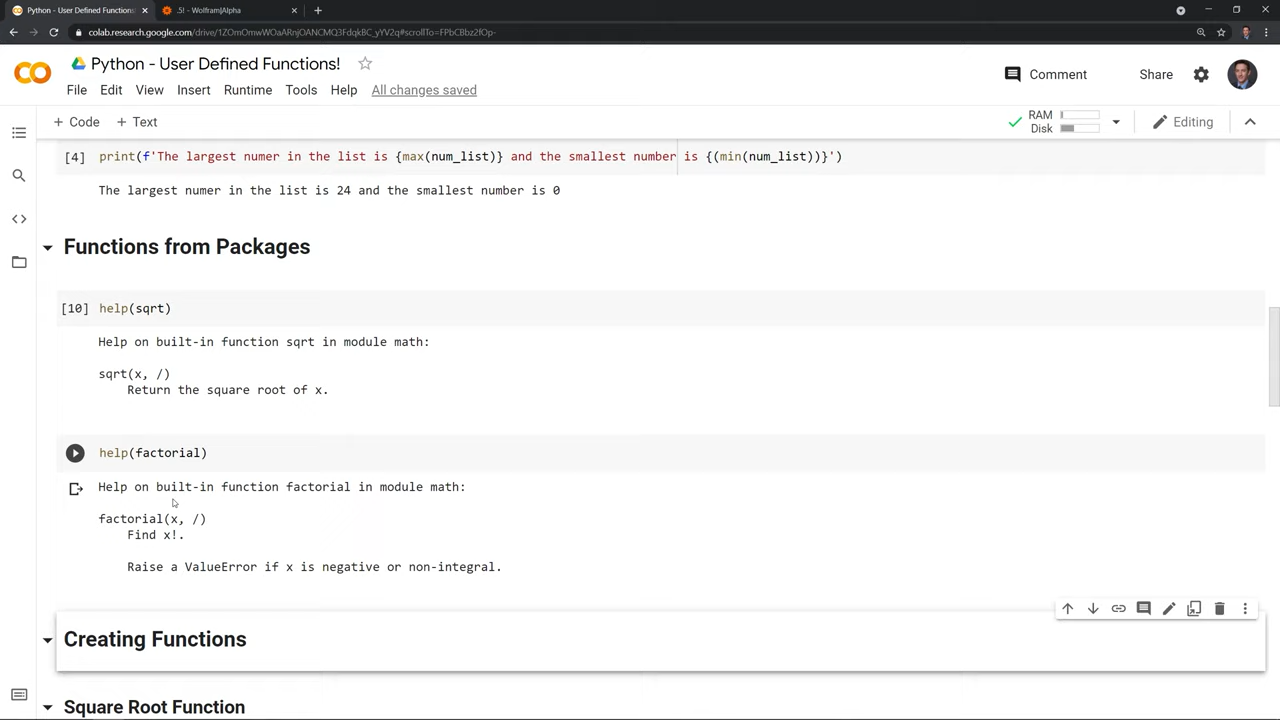 Python - User Defined Functions
.5! - Wolfram|Alpha
colab.research.google.com/drive/1ZOmOmwWOaARnjOANCMQ3FdqkBC_yYV2q#scrollTo=FPbCBbz2fOp-
Python - User Defined Functions!
Comment
Share
File Edit View Insert Runtime Tools Help All changes saved
+ Code + Text
RAM
Disk
Editing
[4] print(f'The largest numer in the list is {max(num_list)} and the smallest number is {(min(num_list))}')
The largest numer in the list is 24 and the smallest number is 0
Functions from Packages
[10] help(sqrt)
Help on built-in function sqrt in module math:
sqrt(x, /)
Return the square root of x.
help(factorial)
Help on built-in function factorial in module math:
factorial(x, /)
Find x!.
Raise a ValueError if x is negative or non-integral.
Creating Functions
Square Root Function